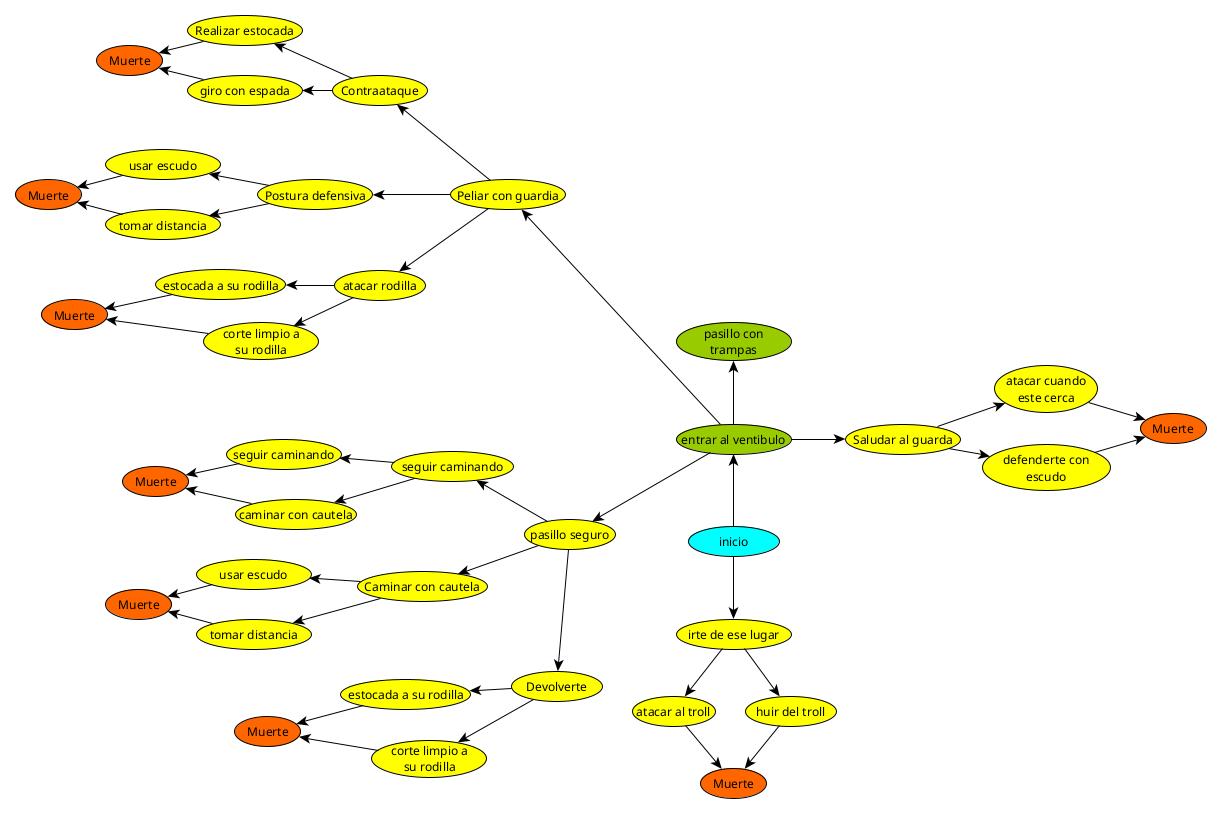 Realizar estocada
Muerte
giro con espada
Contraataque
usar escudo
Muerte
Postura defensiva
Peliar con guardia
tomar distancia
estocada a su rodilla
atacar rodilla
Muerte
corte limpio a
su rodilla
pasillo con
trampas
atacar cuando
este cerca
Muerte
entrar al ventibulo
Saludar al guarda
defenderte con
escudo
seguir caminando
seguir caminando
Muerte
caminar con cautela
pasillo seguro
inicio
usar escudo
Caminar con cautela
Muerte
tomar distancia
irte de ese lugar
Devolverte
estocada a su rodilla
Muerte
corte limpio a
su rodilla
atacar al troll
huir del troll
Muerte